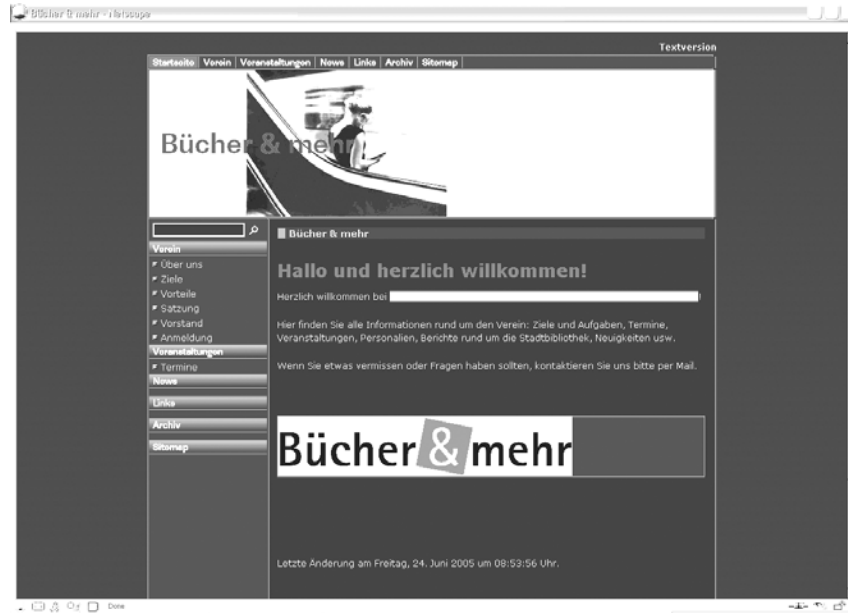 Bücher & mehr - Netscape
Textversion
Startseite Verein Veranstaltungen News Links Archiv Sitemap
Bücher & mehr
Verein
Über uns
Ziele
Vorteile
Satzung
Vorstand
Anmeldung
Veranstaltungen
Termine
News
Links
Archiv
Sitemap
Bücher & mehr
Hallo und herzlich willkommen!
Herzlich willkommen bei !
Hier finden Sie alle Informationen rund um den Verein: Ziele und Aufgaben, Termine,
Veranstaltungen, Personalien, Berichte rund um die Stadtbibliothek, Neuigkeiten usw.
Wenn Sie etwas vermissen oder Fragen haben sollten, kontaktieren Sie uns bitte per Mail.
Bücher & mehr
Letzte Änderung am Freitag, 24. Juni 2005 um 08:53:56 Uhr.
Done